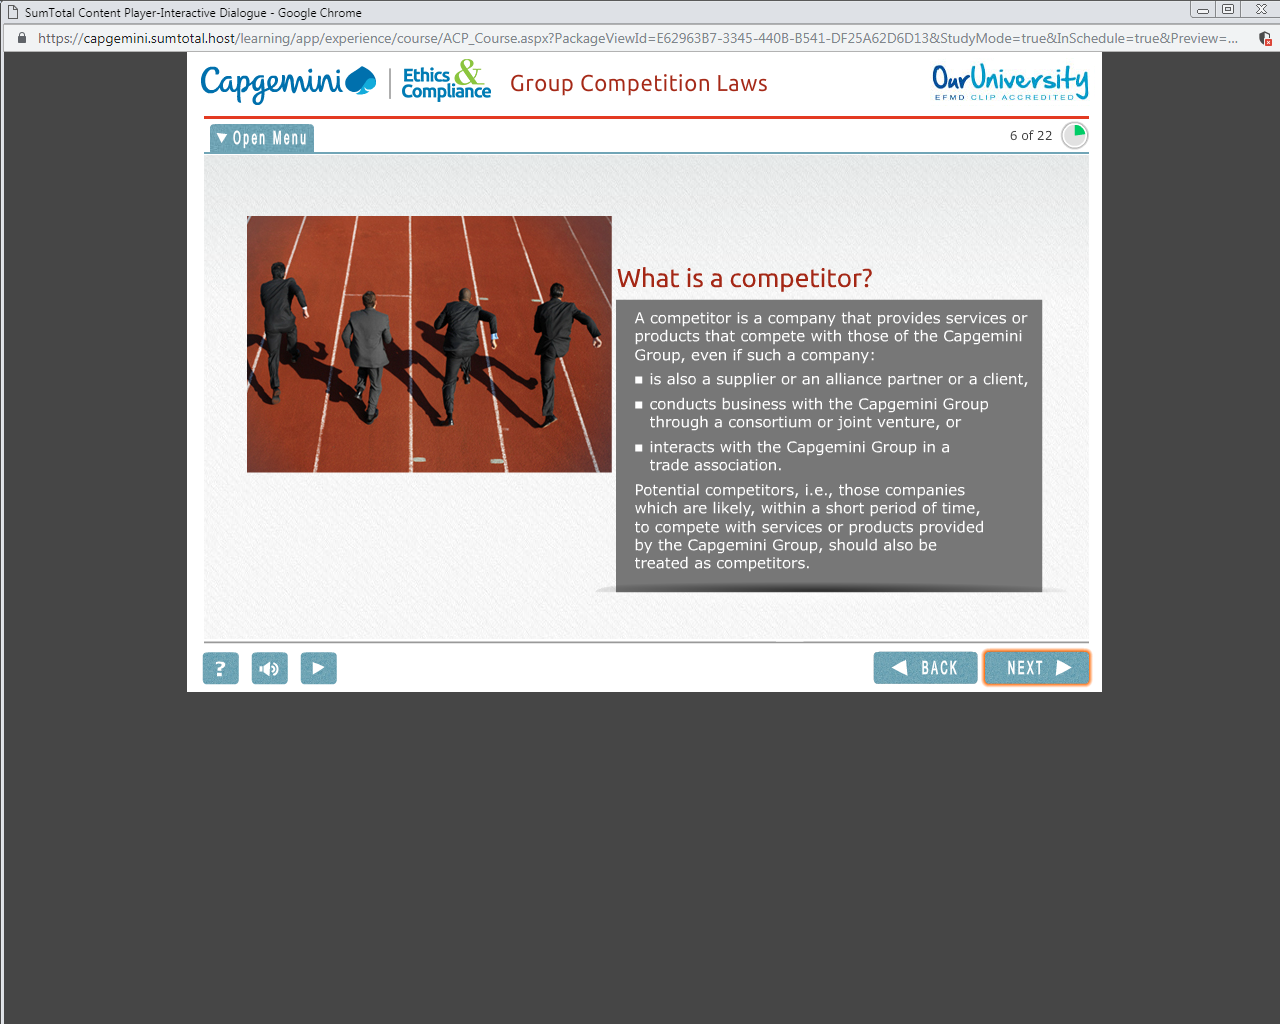 SumTotal Content Player-Interactive Dialogue - Google Chrome
https://capgemini.sumtotal.host/learning/app/experience/course/ACP_Course.aspx?PackageViewId=E62963B7-3345-440B-B541-DF25A62D6D13&StudyMode=true&InSchedule=true&Preview=...
Capgemini
Ethics &
Compliance
Group Competition Laws
OurUniversity
EFMD CLIP ACCREDITED
Open Menu
6 of 22
What is a competitor?
A competitor is a company that provides services or
products that compete with those of the Capgemini
Group, even if such a company:
is also a supplier or an alliance partner or a client,
conducts business with the Capgemini Group
through a consortium or joint venture, or
interacts with the Capgemini Group in a
trade association.
Potential competitors, i.e., those companies
which are likely, within a short period of time,
to compete with services or products provided
by the Capgemini Group, should also be
treated as competitors.
?
BACK
NEXT